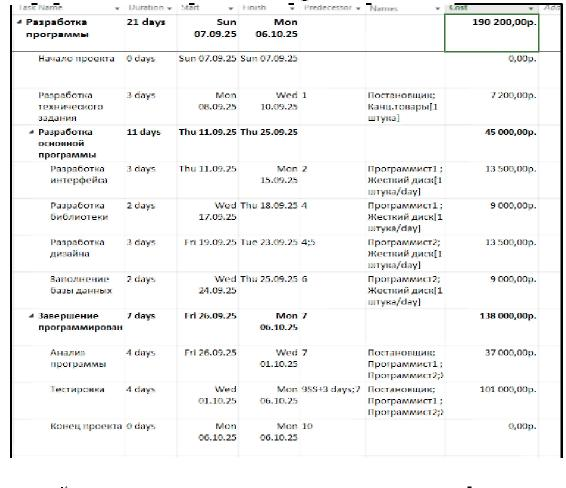 Task Name Duration Start Finish Predecessor Names Cost Add
Разработка 21 days Sun Mon 190 200,00р.
программы 07.09.25 06.10.25
Начало проекта 0 days Sun 07.09.25 Sun 07.09.25 0,00р.
Разработка 3 days Mon Wed 1 Постановщик; 7 200,00р.
технического 08.09.25 10.09.25 Канц.товары[1
задания штука]
Разработка 11 days Thu 11.09.25 Thu 25.09.25 45 000,00р.
основной
программы
Разработка 3 days Thu 11.09.25 Mon 2 Программист1 ; 13 500,00р.
интерфейса 15.09.25 Жесткий диск[1
штука/day]
Разработка 2 days Wed Thu 18.09.25 4 Программист1 ; 9 000,00р.
библиотеки 17.09.25 Жесткий диск[1
штука/day]
Разработка 3 days Fri 19.09.25 Tue 23.09.25 4;5 Программист2; 13 500,00р.
дизайна Жесткий диск[1
штука/day]
Заполнение 2 days Wed Thu 25.09.25 6 Программист2; 9 000,00р.
базы данных 24.09.25 Жесткий диск[1
штука/day]
Завершение 7 days Fri 26.09.25 Mon 7 138 000,00р.
программирован 06.10.25
Анализ 4 days Fri 26.09.25 Wed 7 Постановщик; 37 000,00р.
программы 01.10.25 Программист1 ;
Программист2;
Тестировка 4 days Wed Mon 9SS+3 days;7 Постановщик; 101 000,00р.
01.10.25 06.10.25 Программист1 ;
Программист2;
Конец проекта 0 days Mon Mon 10 0,00р.
06.10.25 06.10.25